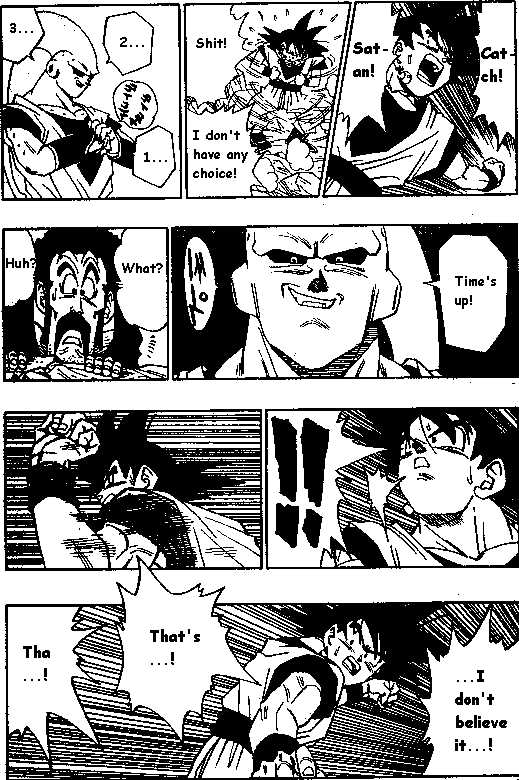 3...
2...
1...
Shit!
I don't
have any
choice!
Sat-
an!
Cat-
ch!
Huh?
What?
Time's
up!
!!
Tha
...!
That's
...!
...I
don't
believe
it...!